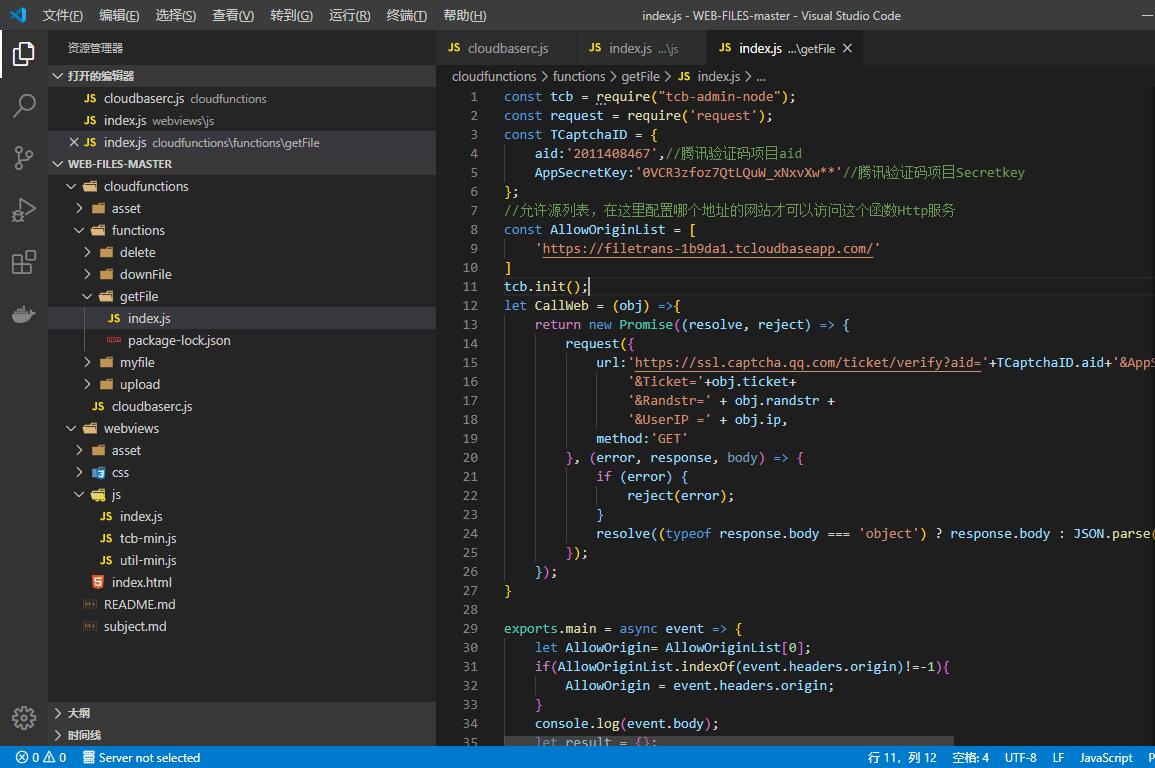 文件(F) 编辑(E) 选择(S) 查看(V) 转到(G) 运行(R) 终端(T) 帮助(H) index.js - WEB-FILES-master - Visual Studio Code
资源管理器
打开的编辑器
JS cloudbaserc.js cloudfunctions
JS index.js webviews\js
JS index.js cloudfunctions\functions\getFile
WEB-FILES-MASTER
cloudfunctions
asset
functions
delete
downFile
getFile
JS index.js
package-lock.json
myfile
upload
JS cloudbaserc.js
webviews
asset
css
js
JS index.js
JS tcb-min.js
JS util-min.js
index.html
README.md
subject.md
大纲
时间线
JS cloudbaserc.js JS index.js ...\js JS index.js ...\getFile
cloudfunctions > functions > getFile > JS index.js > ...
1 const tcb = require("tcb-admin-node");
2 const request = require('request');
3 const TCaptchaID = {
4 aid:'2011408467',//腾讯验证码项目aid
5 AppSecretKey:'0VCR3zfoz7QtLQuW_xNxvXw**'//腾讯验证码项目Secretkey
6 };
7 //允许源列表，在这里配置哪个地址的网站才可以访问这个函数Http服务
8 const AllowOriginList = [
9 'https://filetrans-1b9da1.tcloudbaseapp.com/'
10 ]
11 tcb.init();
12 let CallWeb = (obj) =>{
13 return new Promise((resolve, reject) => {
14 request({
15 url:'https://ssl.captcha.qq.com/ticket/verify?aid='+TCaptchaID.aid+'&AppS
16 '&Ticket='+obj.ticket+
17 '&Randstr=' + obj.randstr +
18 '&UserIP =' + obj.ip,
19 method:'GET'
20 }, (error, response, body) => {
21 if (error) {
22 reject(error);
23 }
24 resolve((typeof response.body === 'object') ? response.body : JSON.parse(
25 });
26 });
27 }
28
29 exports.main = async event => {
30 let AllowOrigin= AllowOriginList[0];
31 if(AllowOriginList.indexOf(event.headers.origin)!=-1){
32 AllowOrigin = event.headers.origin;
33 }
34 console.log(event.body);
35 let result = {};
0 0 Server not selected 行 11，列 12 空格: 4 UTF-8 LF JavaScript P